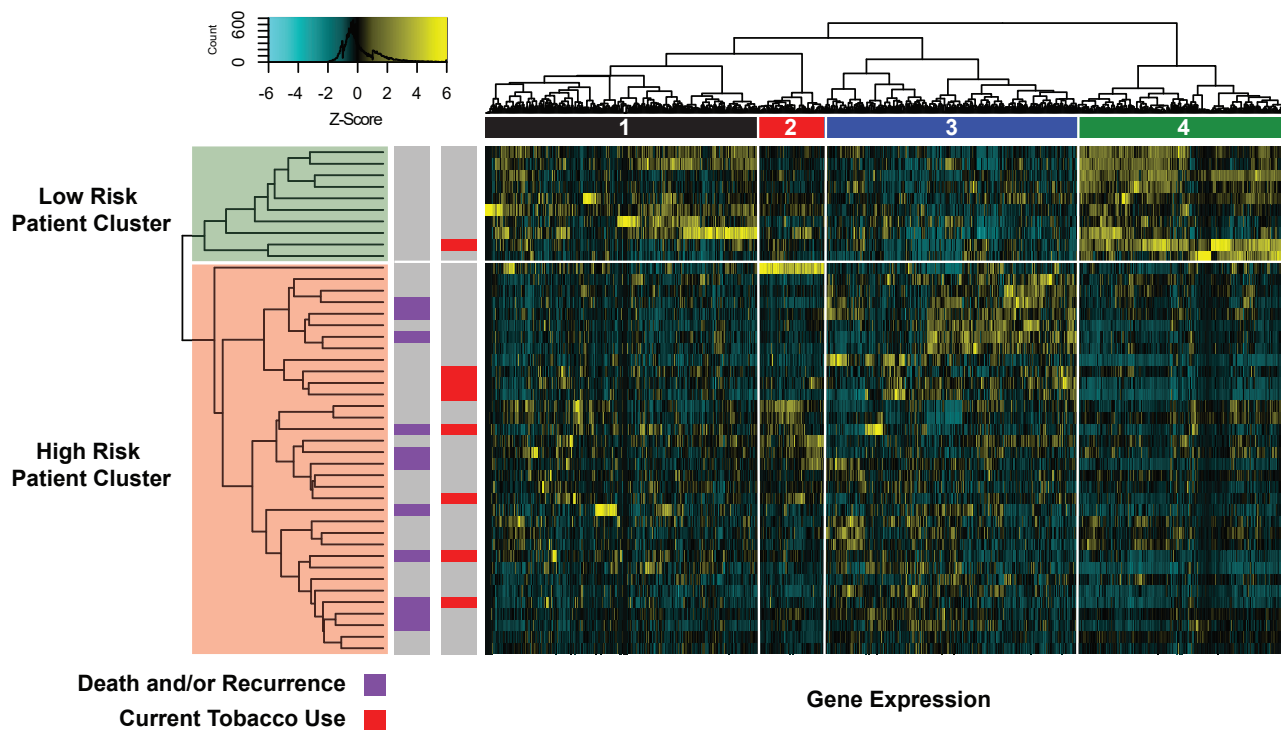 Count
0
600
-6 -4 -2 0 2 4 6
Z-Score
1 2 3 4
Low Risk
Patient Cluster
High Risk
Patient Cluster
Death and/or Recurrence
Current Tobacco Use
Gene Expression